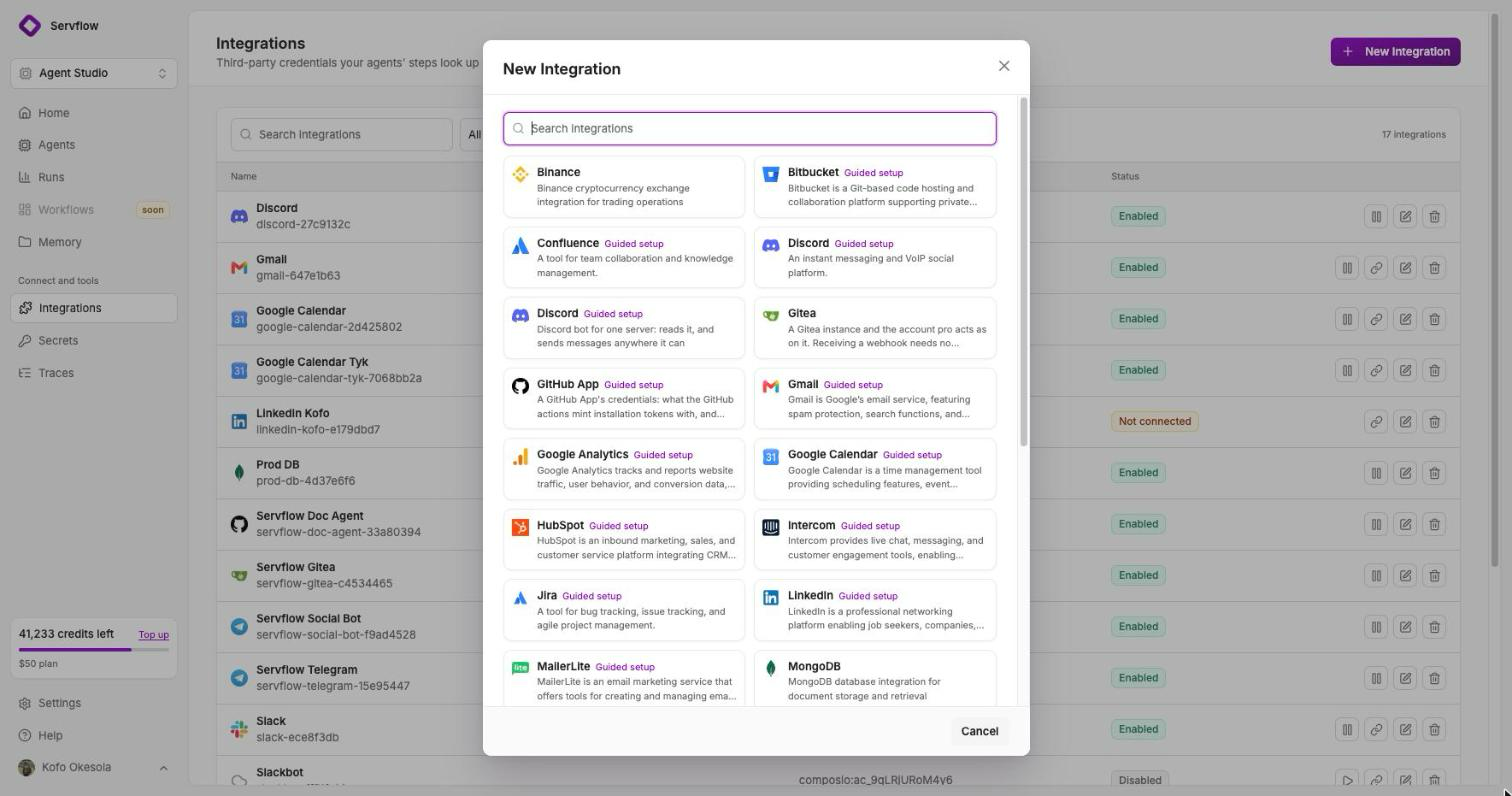 Servflow
Agent Studio
Home
Agents
Runs
Workflows soon
Memory
Connect and tools
Integrations
Secrets
Traces
41,233 credits left Top up
$50 plan
Settings
Help
Kofo Okesola
Integrations
Third-party credentials your agents' steps look up
New Integration
Search integrations
All
17 integrations
Name
Status
Discord
discord-27c9132c
Enabled
Gmail
gmail-647e1b63
Enabled
Google Calendar
google-calendar-2d425802
Enabled
Google Calendar Tyk
google-calendar-tyk-7068bb2a
Enabled
Linkedin Kofo
linkedin-kofo-e179dbd7
Not connected
Prod DB
prod-db-4d37e6f6
Enabled
Servflow Doc Agent
servflow-doc-agent-33a80394
Enabled
Servflow Gitea
servflow-gitea-c4534465
Enabled
Servflow Social Bot
servflow-social-bot-f9ad4528
Enabled
Servflow Telegram
servflow-telegram-15e95447
Enabled
Slack
slack-ece8f3db
Enabled
Slackbot
Disabled
New Integration
Search integrations
Binance
Binance cryptocurrency exchange
integration for trading operations
Bitbucket Guided setup
Bitbucket is a Git-based code hosting and
collaboration platform supporting private...
Confluence Guided setup
A tool for team collaboration and knowledge
management.
Discord Guided setup
An instant messaging and VoIP social
platform.
Discord Guided setup
Discord bot for one server: reads it, and
sends messages anywhere it can
Gitea
A Gitea instance and the account pro acts as
on it. Receiving a webhook needs no...
GitHub App Guided setup
A GitHub App's credentials: what the GitHub
actions mint installation tokens with, and...
Gmail Guided setup
Gmail is Google's email service, featuring
spam protection, search functions, and...
Google Analytics Guided setup
Google Analytics tracks and reports website
traffic, user behavior, and conversion data,...
31 Google Calendar Guided setup
Google Calendar is a time management tool
providing scheduling features, event...
HubSpot Guided setup
HubSpot is an inbound marketing, sales, and
customer service platform integrating CRM...
Intercom Guided setup
Intercom provides live chat, messaging, and
customer engagement tools, enabling...
Jira Guided setup
A tool for bug tracking, issue tracking, and
agile project management.
LinkedIn Guided setup
LinkedIn is a professional networking
platform enabling job seekers, companies,...
lite MailerLite Guided setup
MailerLite is an email marketing service that
offers tools for creating and managing ema...
MongoDB
MongoDB database integration for
document storage and retrieval
Cancel